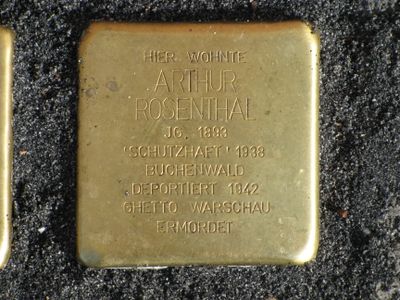 HIER WOHNTE
ARTHUR
ROSENTHAL
JG. 1893
'SCHUTZHAFT' 1938
BUCHENWALD
DEPORTIERT 1942
GHETTO WARSCHAU
ERMORDET